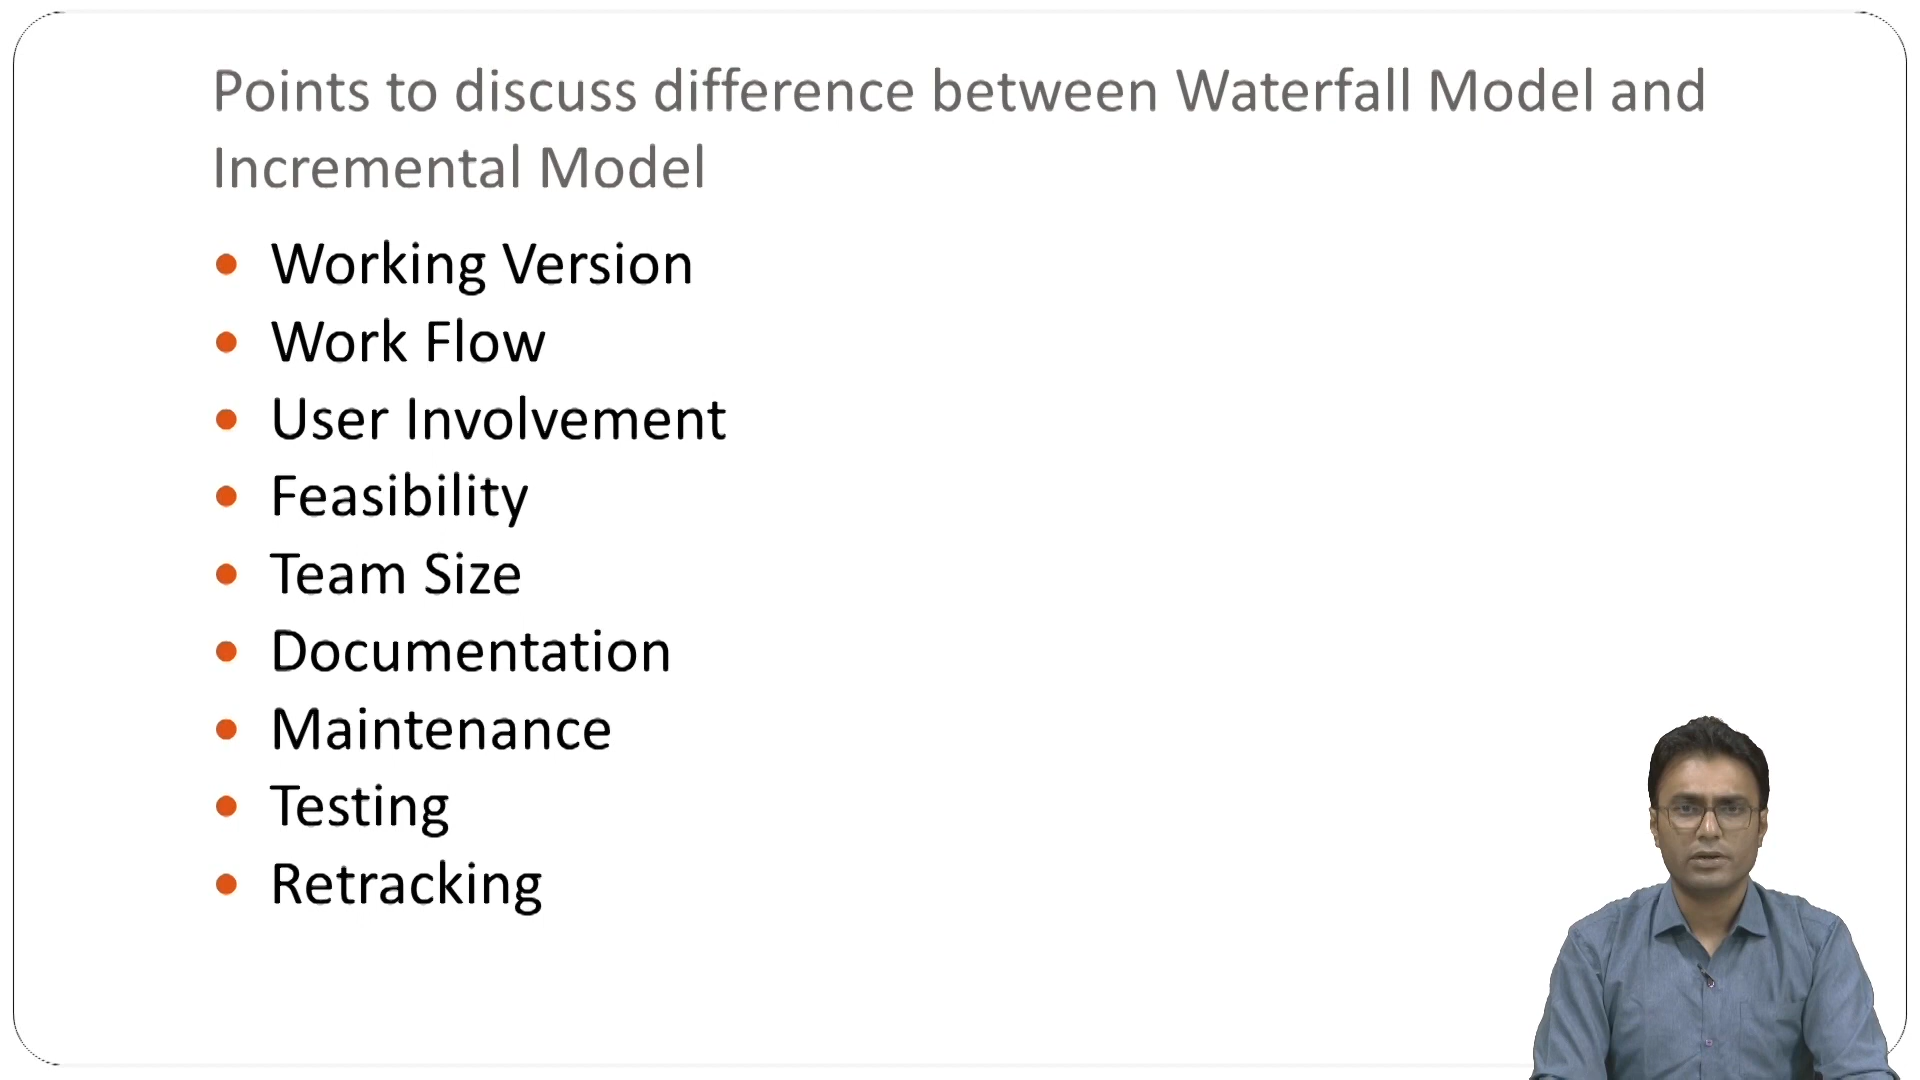 Points to discuss difference between Waterfall Model and
Incremental Model
Working Version
Work Flow
User Involvement
Feasibility
Team Size
Documentation
Maintenance
Testing
Retracking